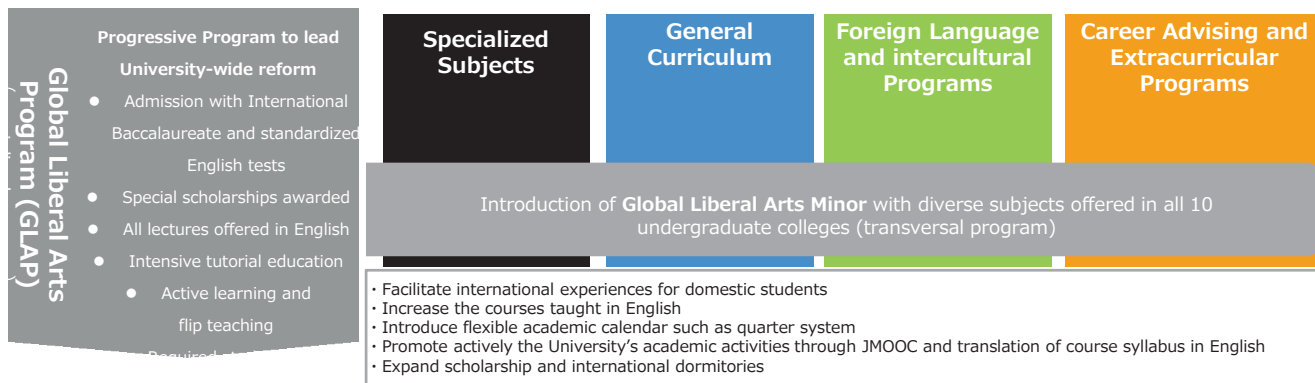 Global Liberal Arts
Program (GLAP)
Progressive Program to lead
University-wide reform
● Admission with International
Baccalaureate and standardized
English tests
● Special scholarships awarded
● All lectures offered in English
● Intensive tutorial education
● Active learning and
flip teaching
Required
Specialized
Subjects
General
Curriculum
Foreign Language
and intercultural
Programs
Career Advising and
Extracurricular
Programs
Introduction of Global Liberal Arts Minor with diverse subjects offered in all 10
undergraduate colleges (transversal program)
・Facilitate international experiences for domestic students
・Increase the courses taught in English
・Introduce flexible academic calendar such as quarter system
・Promote actively the University’s academic activities through JMOOC and translation of course syllabus in English
・Expand scholarship and international dormitories